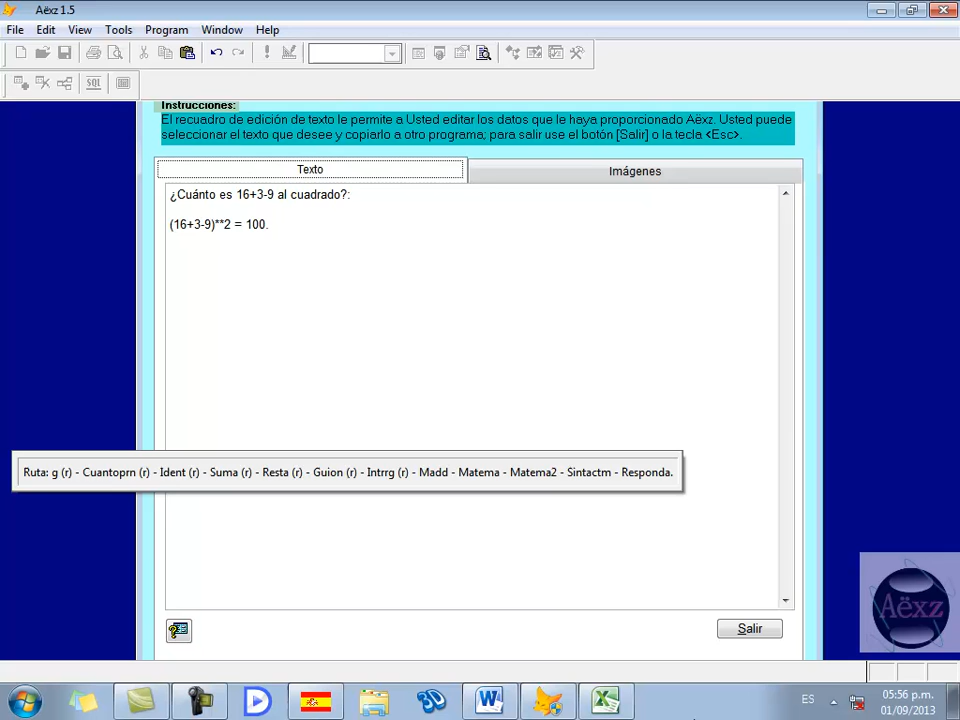 Aëxz 1.5
File Edit View Tools Program Window Help
SQL
Instrucciones:
El recuadro de edición de texto le permite a Usted editar los datos que le haya proporcionado Aëxz. Usted puede
seleccionar el texto que desee y copiarlo a otro programa; para salir use el botón [Salir] o la tecla <Esc>.
Texto
Imágenes
¿Cuánto es 16+3-9 al cuadrado?:
(16+3-9)**2 = 100.
Ruta: g (r) - Cuantoprn (r) - Ident (r) - Suma (r) - Resta (r) - Guion (r) - Intrrg (r) - Madd - Matema - Matema2 - Sintactm - Responda.
Aëxz
Salir
ES
05:56 p.m.
01/09/2013